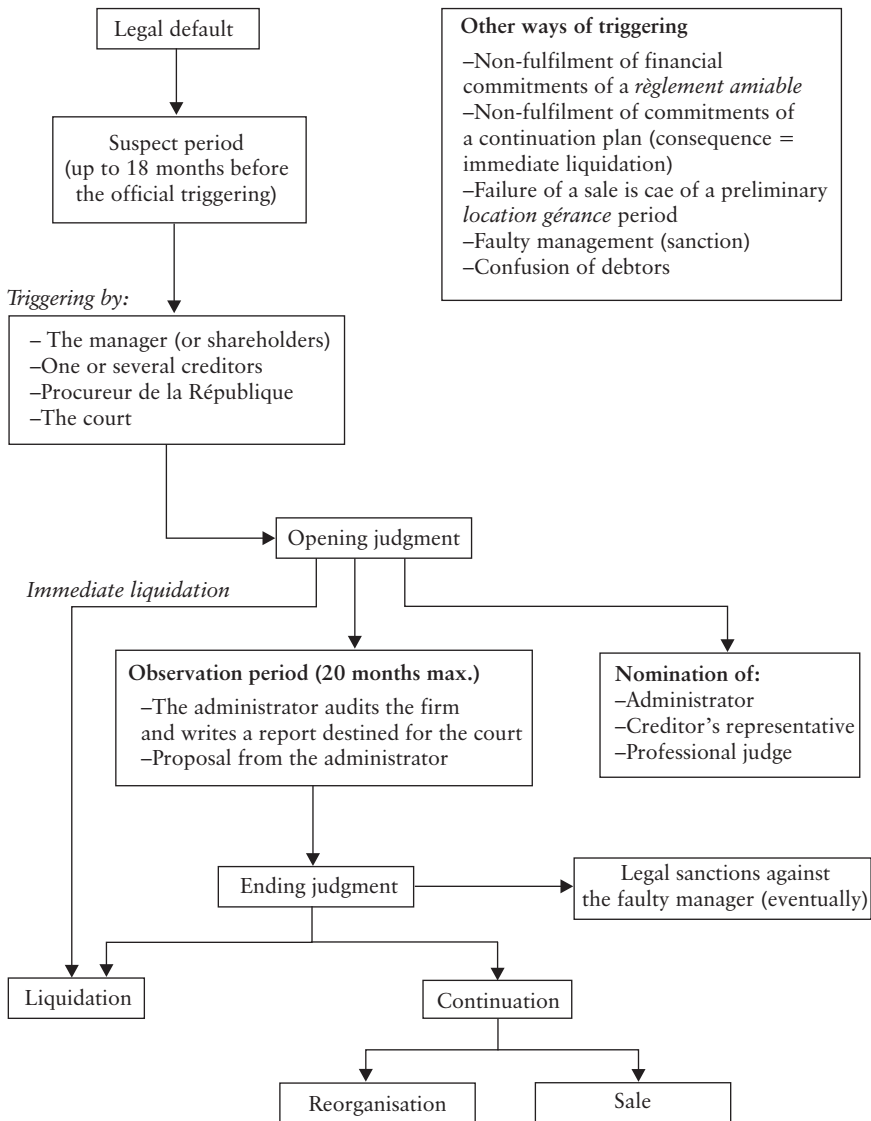 Legal default
Suspect period
(up to 18 months before
the official triggering)
Other ways of triggering
–Non-fulfilment of financial
commitments of a règlement amiable
–Non-fulfilment of commitments of
a continuation plan (consequence =
immediate liquidation)
–Failure of a sale is cae of a preliminary
location gérance period
–Faulty management (sanction)
–Confusion of debtors
Triggering by:
– The manager (or shareholders)
–One or several creditors
–Procureur de la République
–The court
Opening judgment
Immediate liquidation
Observation period (20 months max.)
–The administrator audits the firm
and writes a report destined for the court
–Proposal from the administrator
Nomination of:
–Administrator
–Creditor’s representative
–Professional judge
Ending judgment
Legal sanctions against
the faulty manager (eventually)
Liquidation
Continuation
Reorganisation
Sale